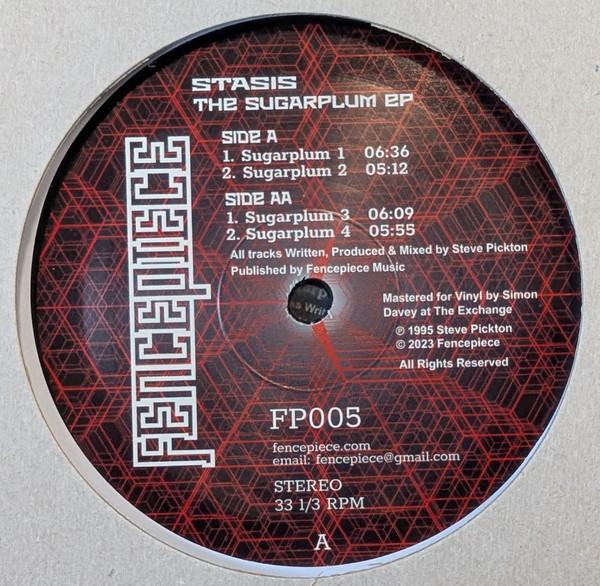 STASIS
THE SUGARPLUM EP
SIDE A
1. Sugarplum 1 06:36
2. Sugarplum 2 05:12
SIDE AA
1. Sugarplum 3 06:09
2. Sugarplum 4 05:55
All tracks Written, Produced & Mixed by Steve Pickton
Published by Fencepiece Music
Mastered for Vinyl by Simon
Davey at The Exchange
℗ 1995 Steve Pickton
© 2023 Fencepiece
All Rights Reserved
FENCEPIECE
FP005
fencepiece.com
email: fencepiece@gmail.com
STEREO
33 1/3 RPM
A